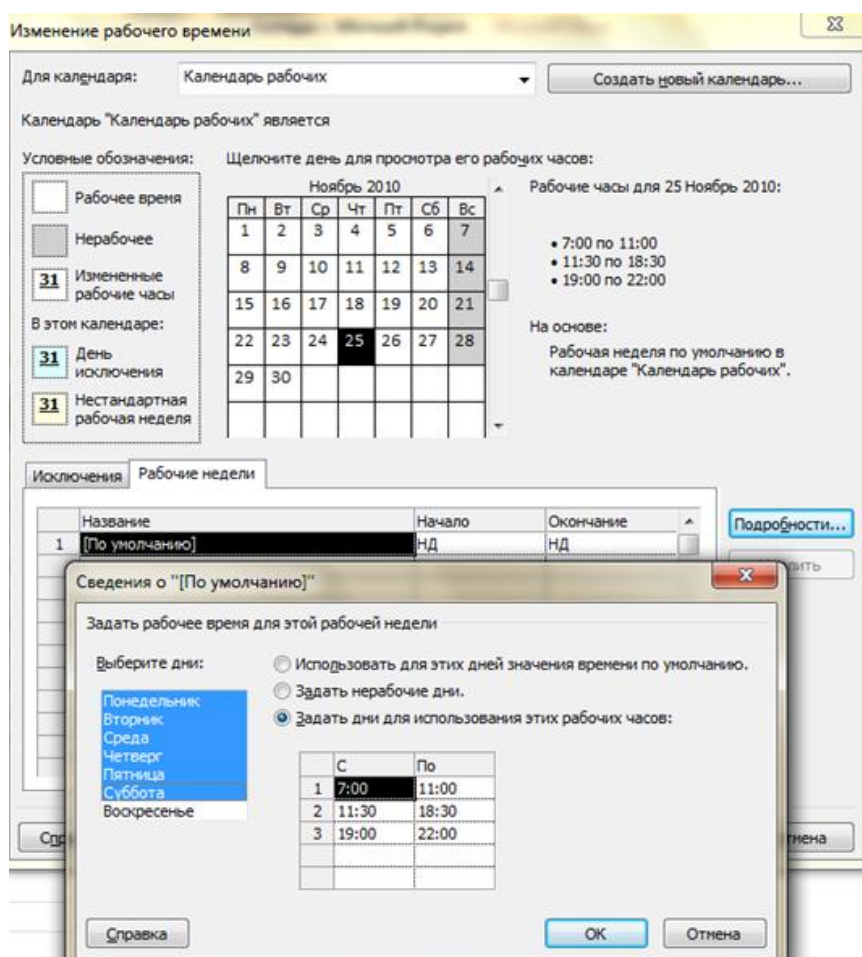 Изменение рабочего времени
Для календаря: Календарь рабочих Создать новый календарь...
Календарь "Календарь рабочих" является
Условные обозначения: Щелкните день для просмотра его рабочих часов:
Рабочее время
Нерабочее
31 Измененные рабочие часы
В этом календаре:
31 День исключения
31 Нестандартная рабочая неделя
Ноябрь 2010
Пн Вт Ср Чт Пт Сб Вс
1 2 3 4 5 6 7
8 9 10 11 12 13 14
15 16 17 18 19 20 21
22 23 24 25 26 27 28
29 30
Рабочие часы для 25 Ноябрь 2010:
• 7:00 по 11:00
• 11:30 по 18:30
• 19:00 по 22:00
На основе:
Рабочая неделя по умолчанию в
календаре "Календарь рабочих".
Исключения Рабочие недели
Название Начало Окончание
1 [По умолчанию] НД НД
Подробности...
Сведения о "[По умолчанию]"
Задать рабочее время для этой рабочей недели
Выберите дни:
Понедельник
Вторник
Среда
Четверг
Пятница
Суббота
Воскресенье
Использовать для этих дней значения времени по умолчанию.
Задать нерабочие дни.
Задать дни для использования этих рабочих часов:
С По
1 7:00 11:00
2 11:30 18:30
3 19:00 22:00
Справка OK Отмена